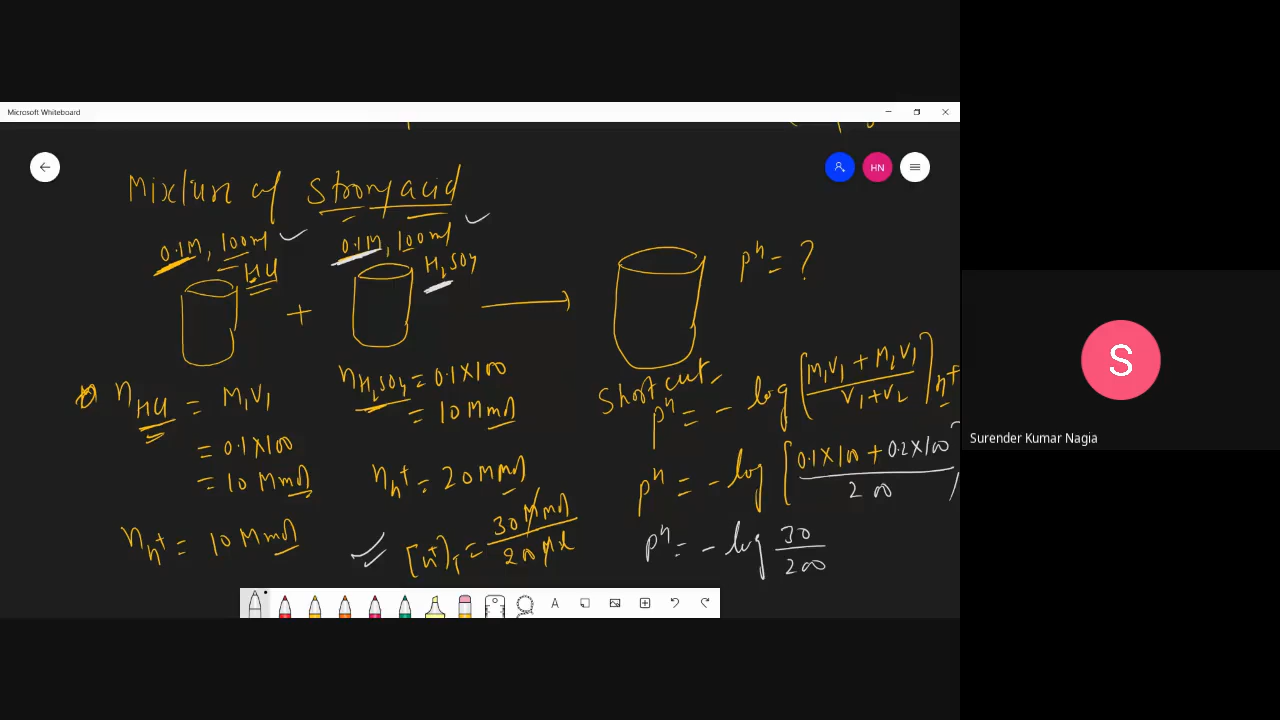 Microsoft Whiteboard
HN
Mixture of strong acid
0.1M, 100ml
0.1M, 100ml
HCl
H2SO4
+
pH = ?
nHCl = M1V1
= 0.1×100
= 10 Mmol
nH+ = 10 Mmol
nH2SO4 = 0.1×100
= 10 Mmol
nH+ = 20 Mmol
[H+]T = 30 Mmol / 200 Ml
Short cut -
pH = - log [M1V1 + M2V2 / V1+V2] H+
pH = - log [0.1×100 + 0.2×100 / 200]
pH = - log 30/200
S
Surender Kumar Nagia
A